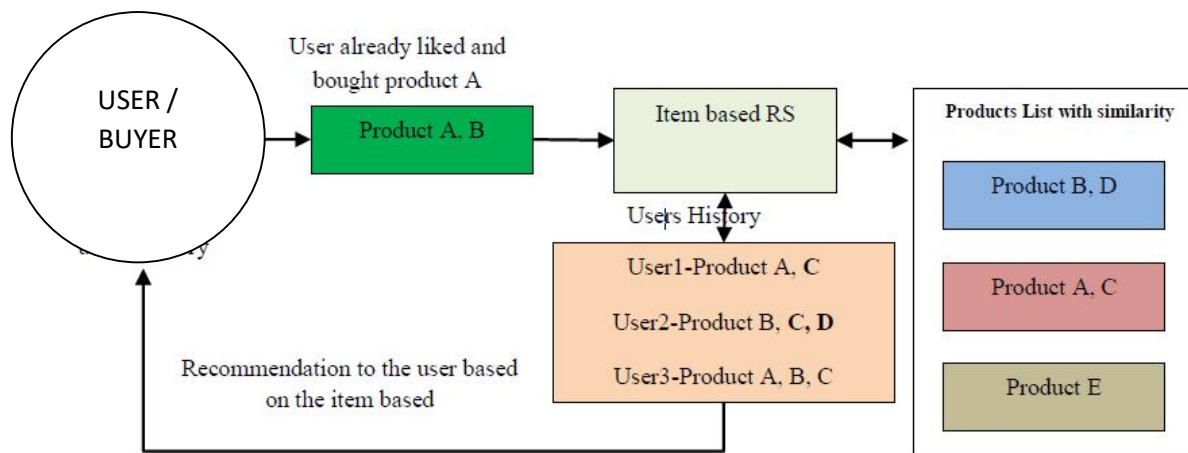 User already liked and
bought product A
USER /
BUYER
Product A, B
Item based RS
Products List with similarity
Product B, D
Users History
User1-Product A, C
Product A, C
User2-Product B, C, D
Recommendation to the user based
on the item based
User3-Product A, B, C
Product E